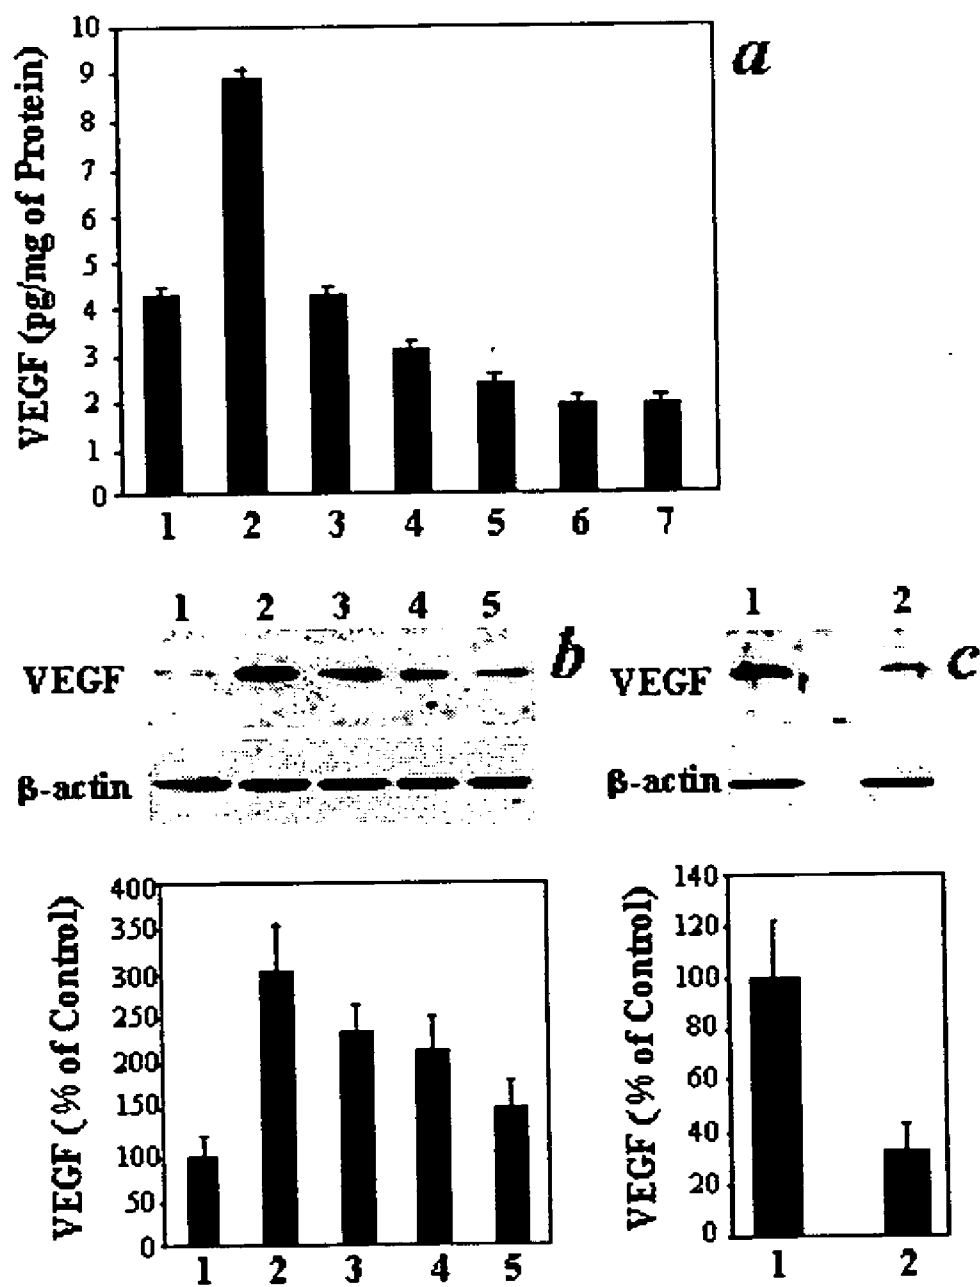 a
VEGF (pg/mg of Protein)
10
9
8
7
6
5
4
3
2
1
0
1 2 3 4 5 6 7
b
1 2 3 4 5
VEGF
β-actin
VEGF (% of Control)
400
350
300
250
200
150
100
50
0
1 2 3 4 5
c
1 2
VEGF
β-actin
VEGF (% of Control)
140
120
100
80
60
40
20
0
1 2